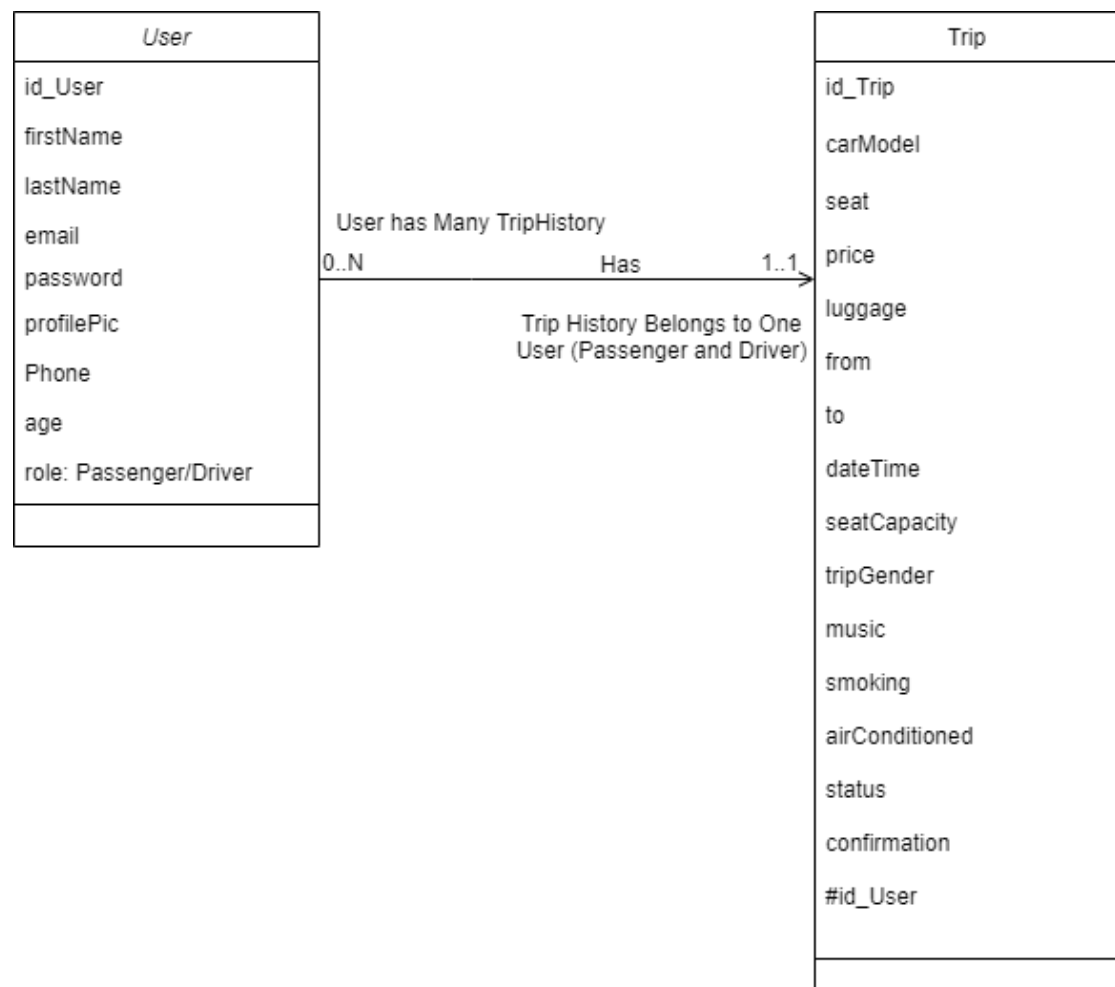 User
id_User
firstName
lastName
email
password
profilePic
Phone
age
role: Passenger/Driver
User has Many TripHistory
0..N
Has
1..1
Trip History Belongs to One
User (Passenger and Driver)
Trip
id_Trip
carModel
seat
price
luggage
from
to
dateTime
seatCapacity
tripGender
music
smoking
airConditioned
status
confirmation
#id_User